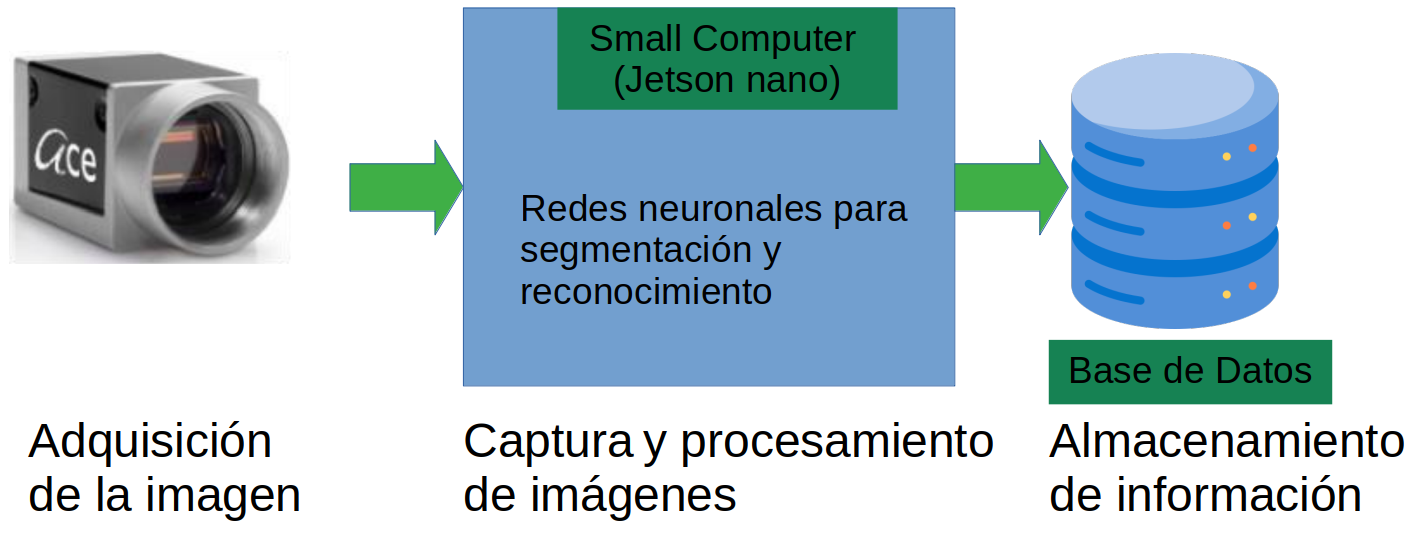 ace
Small Computer
(Jetson nano)
Redes neuronales para
segmentación y
reconocimiento
Base de Datos
Adquisición
de la imagen
Captura y procesamiento
de imágenes
Almacenamiento
de información